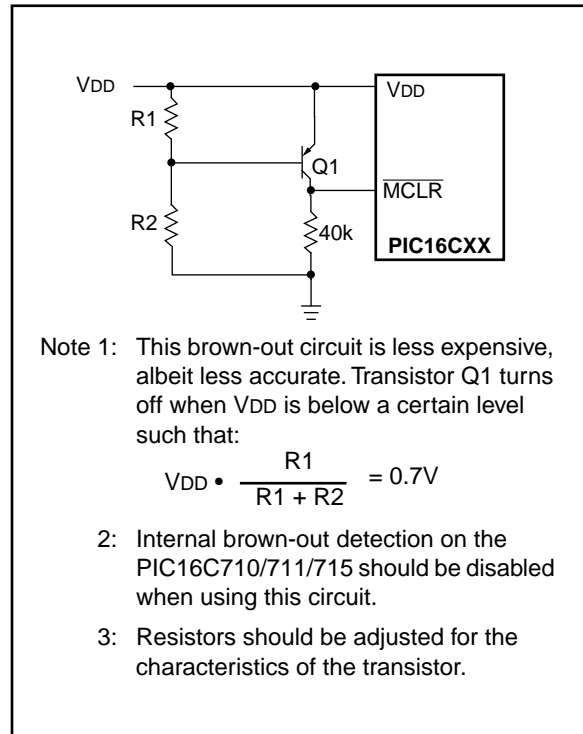 VDD
VDD
R1
Q1
MCLR
R2
40k
PIC16CXX
Note 1: This brown-out circuit is less expensive,
albeit less accurate. Transistor Q1 turns
off when VDD is below a certain level
such that:
VDD • R1 / R1 + R2 = 0.7V
2: Internal brown-out detection on the
PIC16C710/711/715 should be disabled
when using this circuit.
3: Resistors should be adjusted for the
characteristics of the transistor.